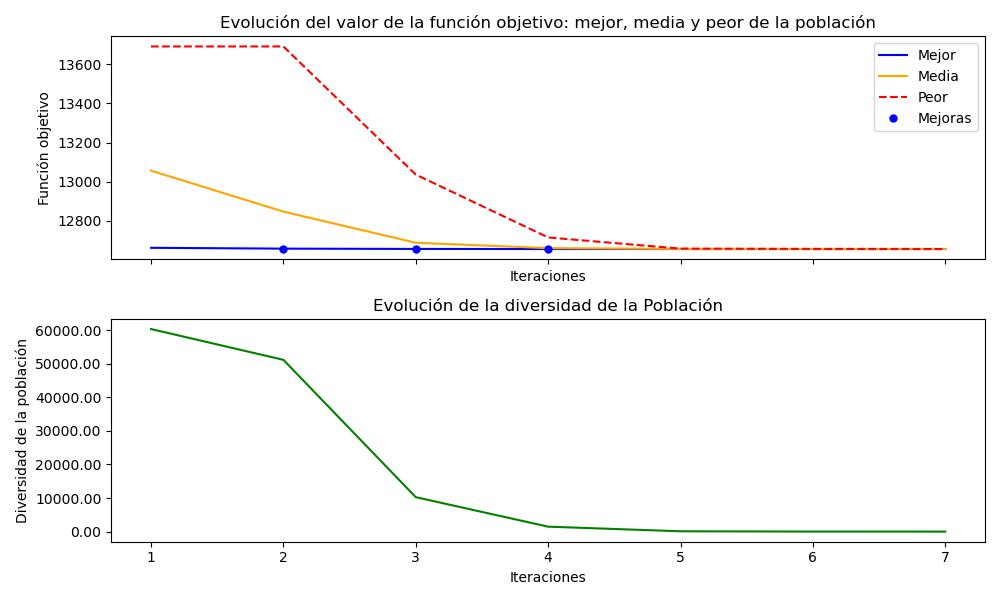 Evolución del valor de la función objetivo: mejor, media y peor de la población
Función objetivo
13600
13400
13200
13000
12800
Mejor
Media
Peor
Mejoras
Iteraciones
Evolución de la diversidad de la Población
Diversidad de la población
60000.00
50000.00
40000.00
30000.00
20000.00
10000.00
0.00
1 2 3 4 5 6 7
Iteraciones